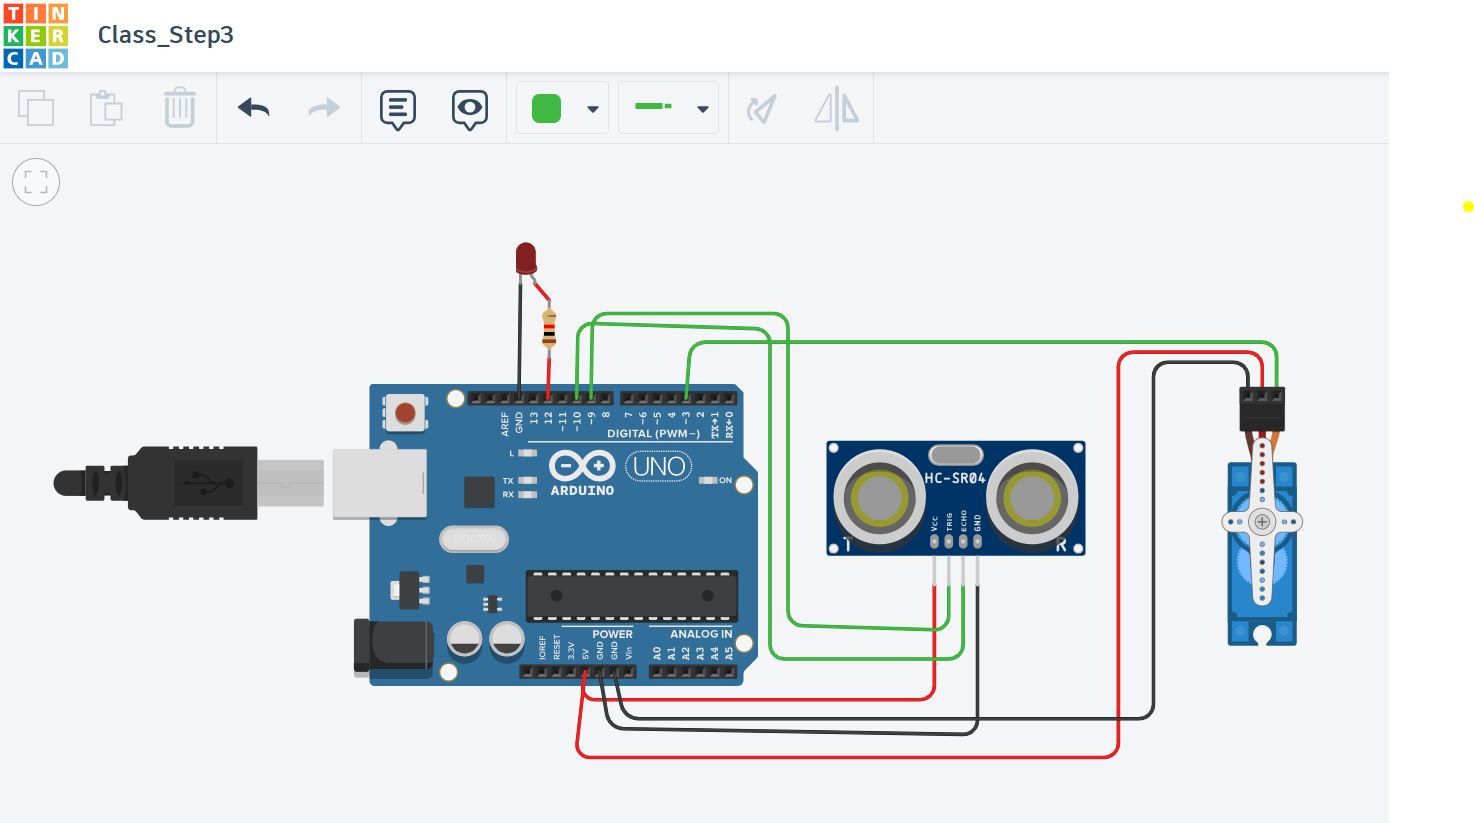 TIN
KER
CAD
Class_Step3
AREF
GND
13
12
~11
~10
~9
8
7
~6
~5
4
~3
2
TX→1
RX←0
DIGITAL (PWM~)
L
TX
RX
ARDUINO
UNO
ON
HC-SR04
VCC
TRIG
ECHO
GND
T
R
POWER
ANALOG IN
IOREF
RESET
3.3V
5V
GND
GND
Vin
A0
A1
A2
A3
A4
A5